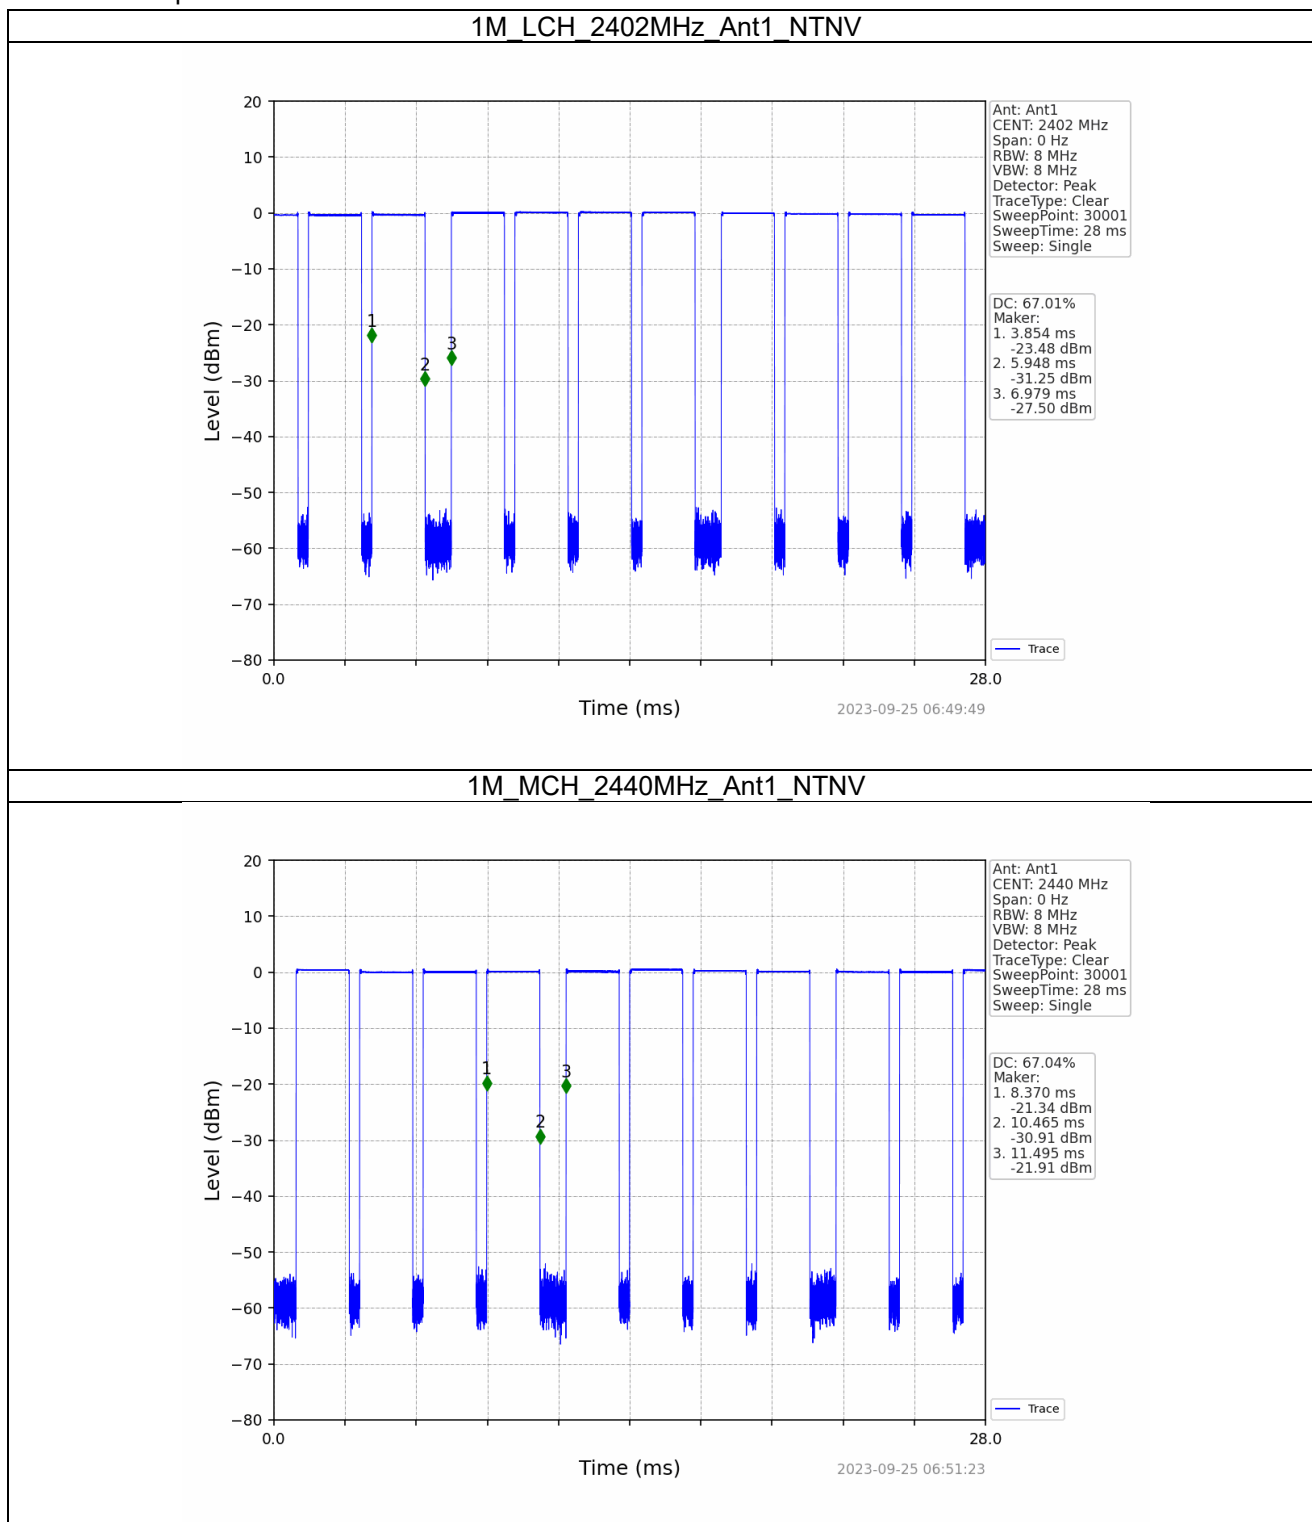 1M_LCH_2402MHz_Ant1_NTNV
20
10
0
−10
−20
−30
−40
−50
−60
−70
−80
Level (dBm)
0.0
28.0
Time (ms)
2023-09-25 06:49:49
1
2
3
Ant: Ant1
CENT: 2402 MHz
Span: 0 Hz
RBW: 8 MHz
VBW: 8 MHz
Detector: Peak
TraceType: Clear
SweepPoint: 30001
SweepTime: 28 ms
Sweep: Single
DC: 67.01%
Maker:
1. 3.854 ms
-23.48 dBm
2. 5.948 ms
-31.25 dBm
3. 6.979 ms
-27.50 dBm
Trace
1M_MCH_2440MHz_Ant1_NTNV
20
10
0
−10
−20
−30
−40
−50
−60
−70
−80
Level (dBm)
0.0
28.0
Time (ms)
2023-09-25 06:51:23
1
2
3
Ant: Ant1
CENT: 2440 MHz
Span: 0 Hz
RBW: 8 MHz
VBW: 8 MHz
Detector: Peak
TraceType: Clear
SweepPoint: 30001
SweepTime: 28 ms
Sweep: Single
DC: 67.04%
Maker:
1. 8.370 ms
-21.34 dBm
2. 10.465 ms
-30.91 dBm
3. 11.495 ms
-21.91 dBm
Trace